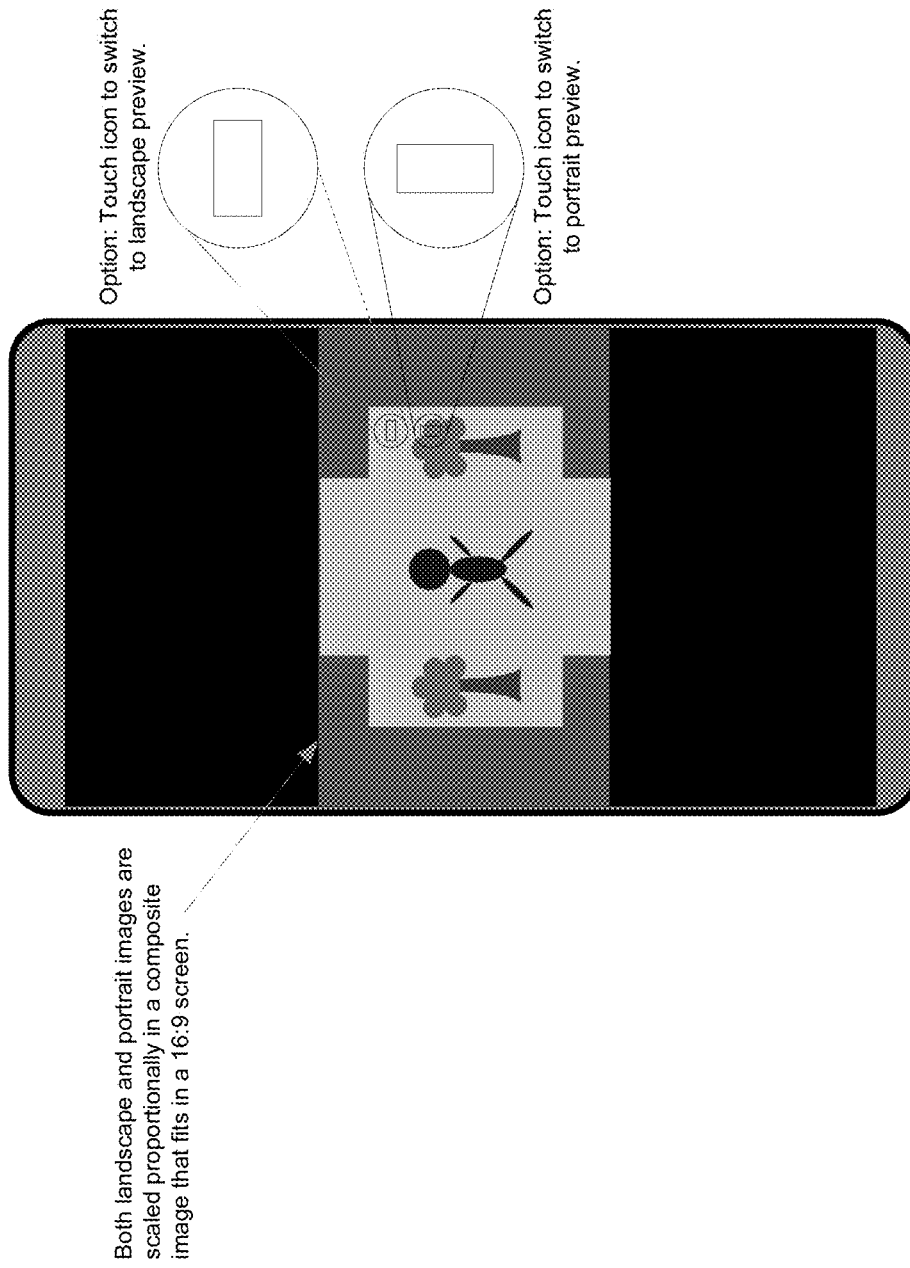 Both landscape and portrait images are
scaled proportionally in a composite
image that fits in a 16:9 screen.
Option: Touch icon to switch
to landscape preview.
Option: Touch icon to switch
to portrait preview.